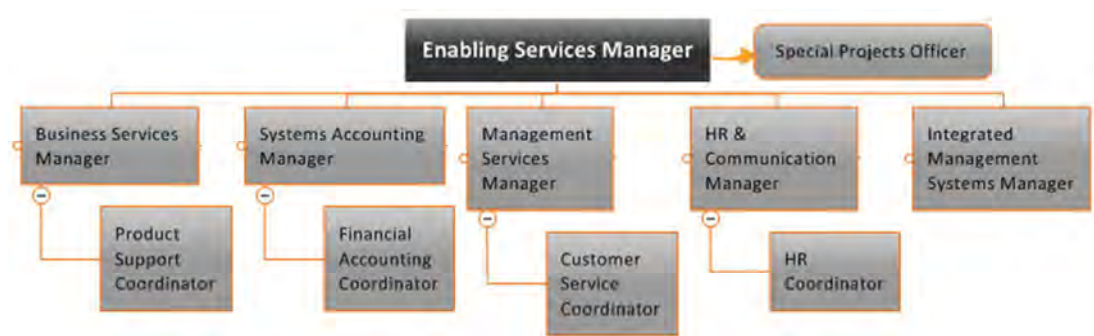 Enabling Services Manager
Special Projects Officer
Business Services
Manager
Systems Accounting
Manager
Management
Services
Manager
HR &
Communication
Manager
Integrated
Management
Systems Manager
Product
Support
Coordinator
Financial
Accounting
Coordinator
Customer
Service
Coordinator
HR
Coordinator